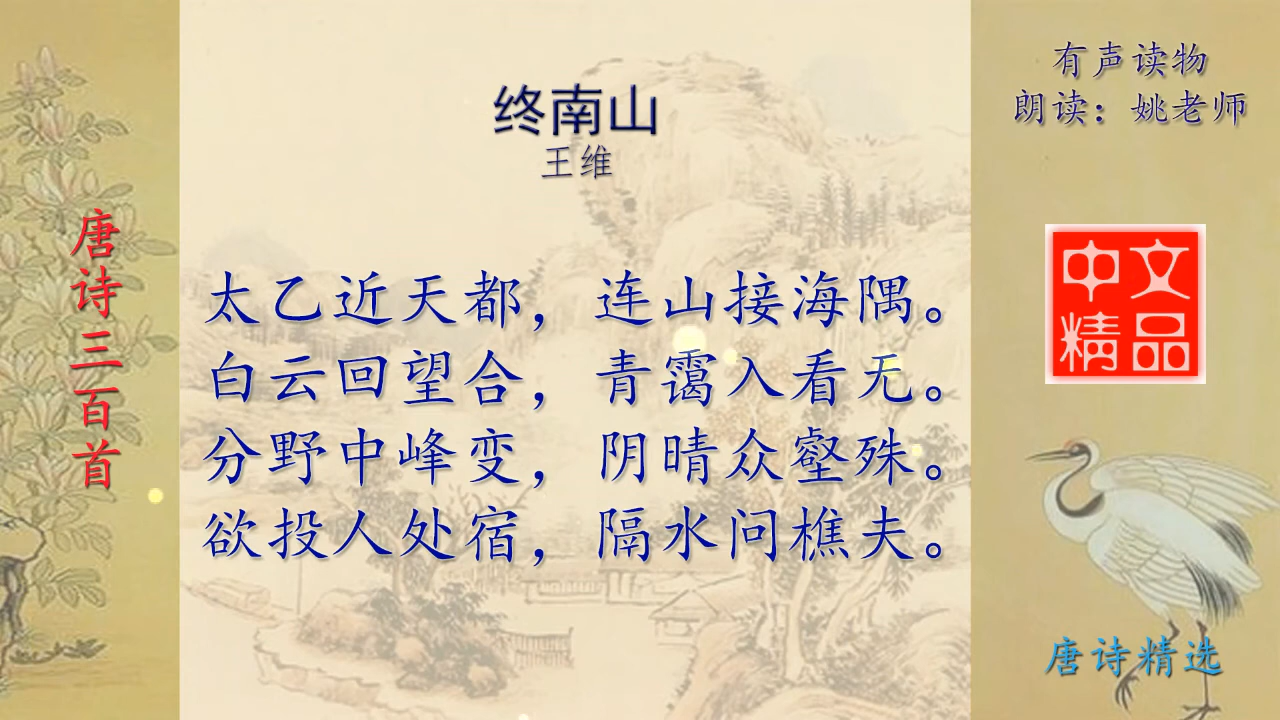 终南山
王维
太乙近天都，连山接海隅。
白云回望合，青霭入看无。
分野中峰变，阴晴众壑殊。
欲投人处宿，隔水问樵夫。
唐诗三百首
有声读物
朗读：姚老师
中文
精品
唐诗精选